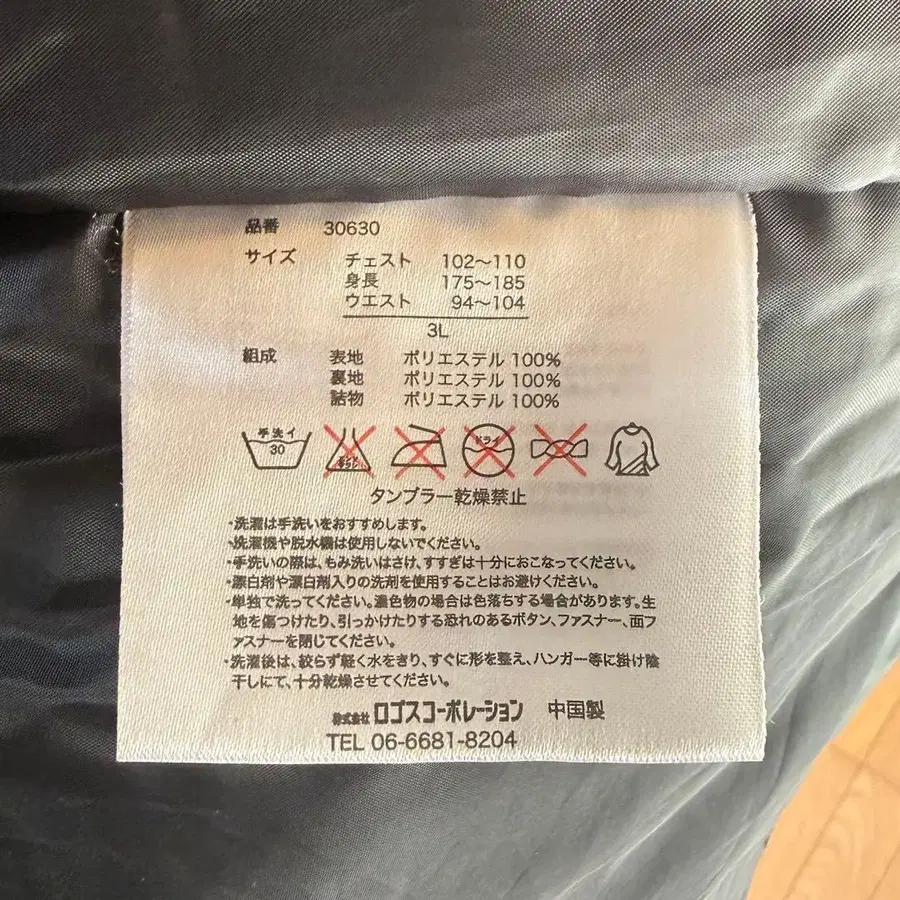 品番 30630
サイズ チェスト 102〜110
身長 175〜185
ウエスト 94〜104
3L
組成 表地 ポリエステル 100%
裏地 ポリエステル 100%
詰物 ポリエステル 100%
手洗イ 30 ドライ
タンブラー乾燥禁止
・洗濯は手洗いをおすすめします。
・洗濯機や脱水機は使用しないでください。
・手洗いの際は、もみ洗いはさけ、すすぎは十分におこなってください。
・漂白剤や漂白剤入りの洗剤を使用することはお避けください。
・単独で洗ってください。濃色物の場合は色落ちする場合があります。生
地を傷つけたり、引っかけたりする恐れのあるボタン、ファスナー、面フ
ァスナーを閉じてください。
・洗濯後は、絞らず軽く水をきり、すぐに形を整え、ハンガー等に掛け陰
干しにて、十分乾燥させてください。
株式会社 ロゴスコーポレーション 中国製
TEL 06-6681-8204